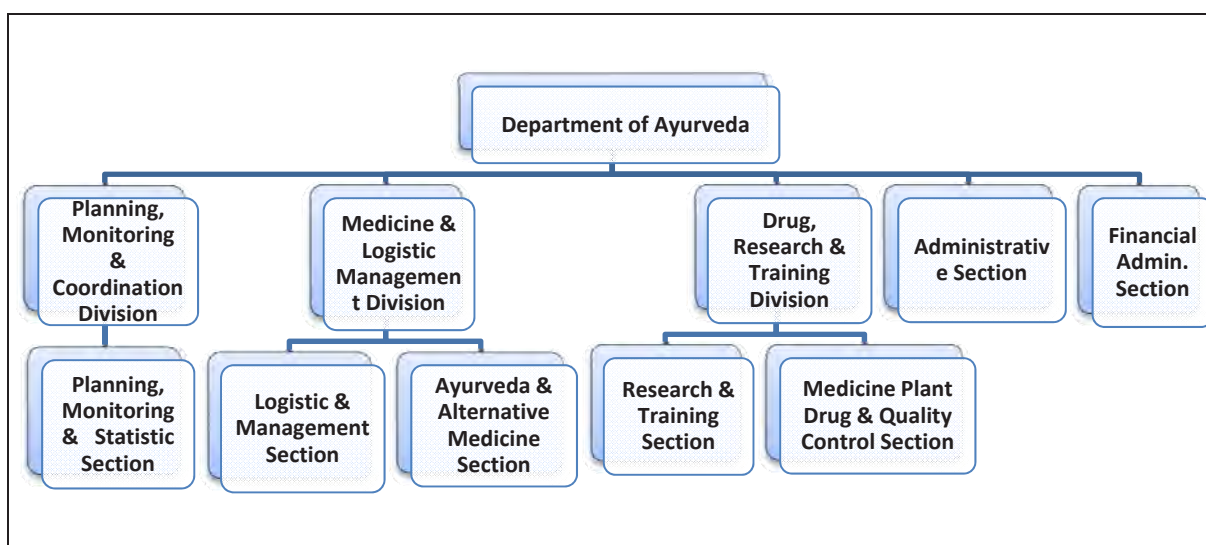 Department of Ayurveda
Planning,
Monitoring
&
Coordination
Division
Medicine &
Logistic
Managemen
t Division
Drug,
Research &
Training
Division
Administrativ
e Section
Financial
Admin.
Section
Planning,
Monitoring
& Statistic
Section
Logistic &
Management
Section
Ayurveda &
Alternative
Medicine
Section
Research &
Training
Section
Medicine Plant
Drug & Quality
Control Section